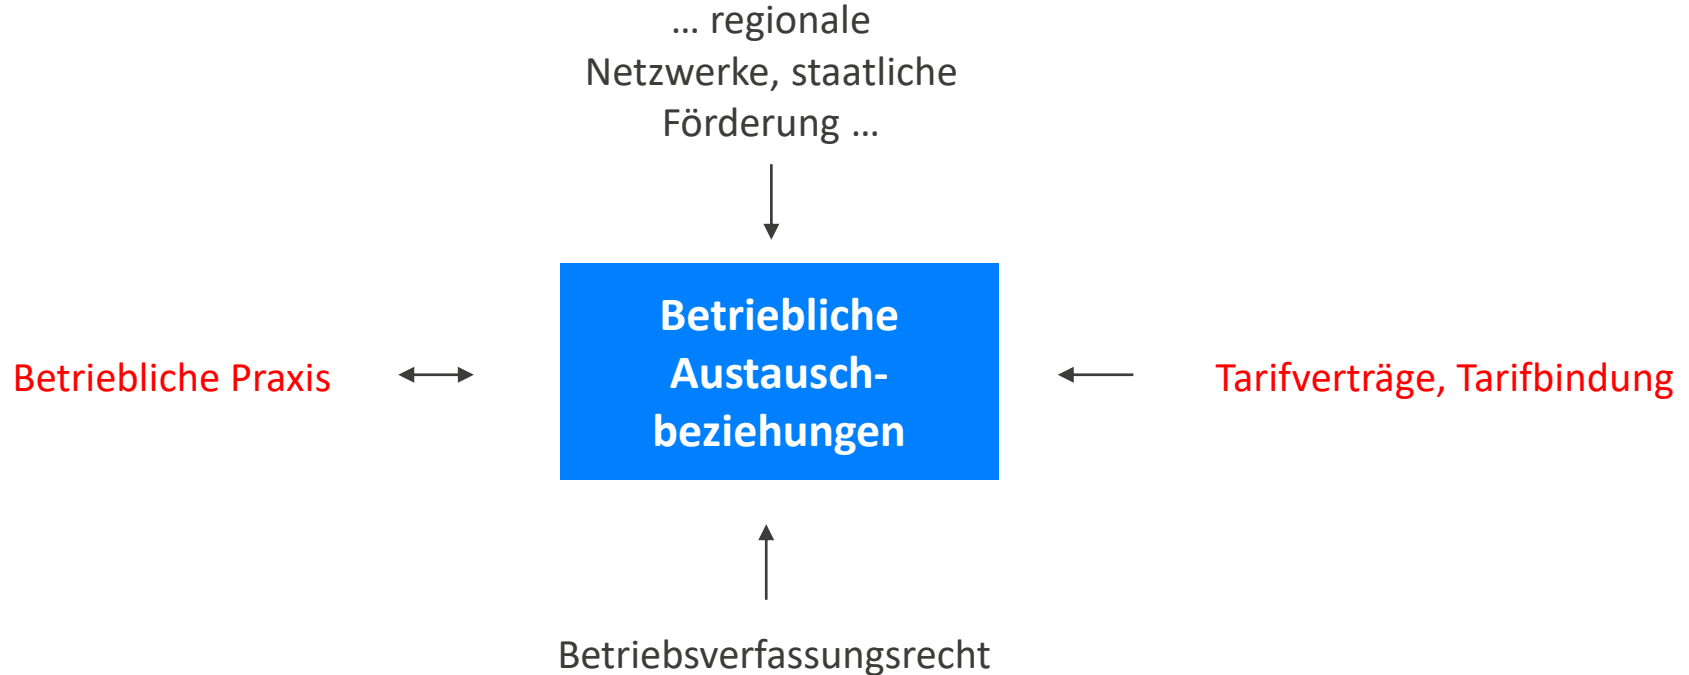 … regionale
Netzwerke, staatliche
Förderung …
Betriebliche
Austausch-
beziehungen
Betriebliche Praxis
Tarifverträge, Tarifbindung
Betriebsverfassungsrecht